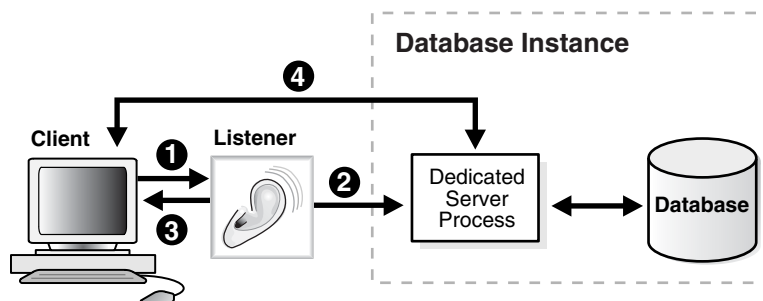 Database Instance
4
Client
Listener
1
2
3
Dedicated
Server
Process
Database